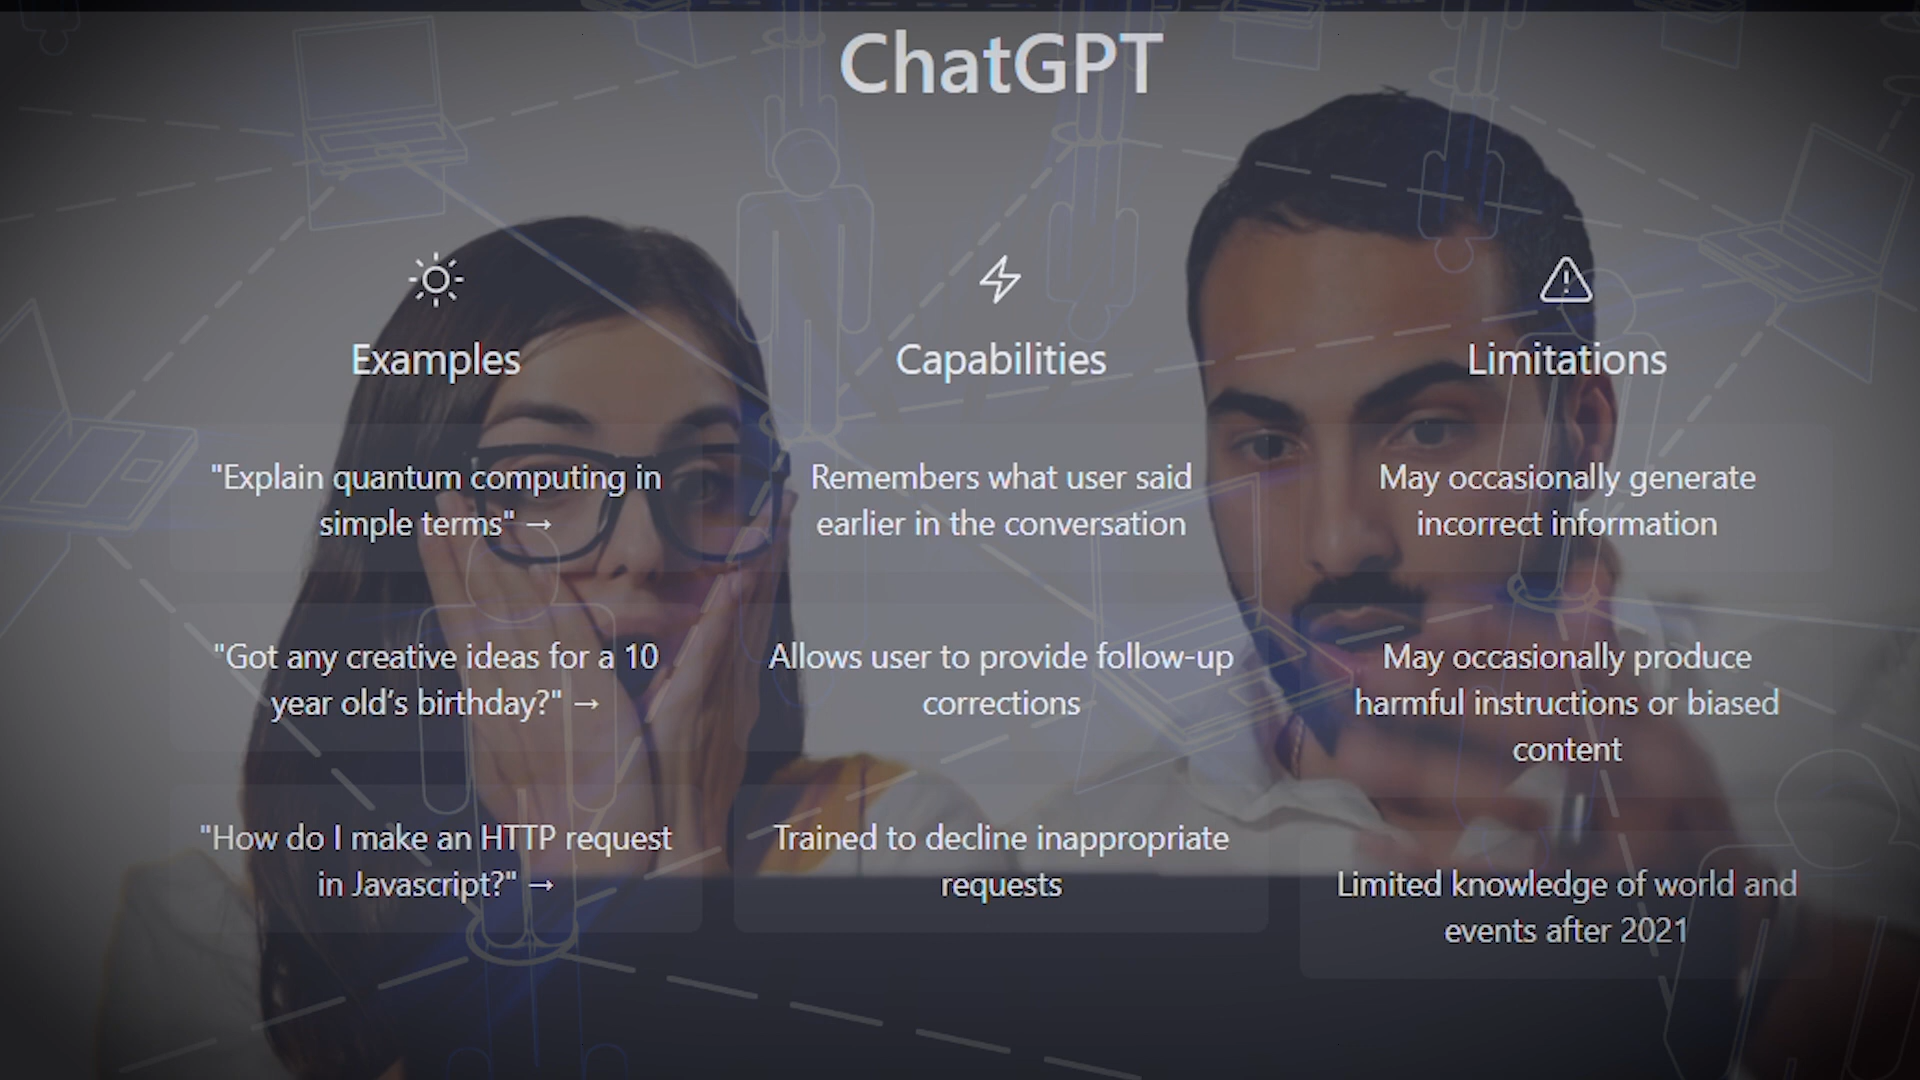 ChatGPT
Examples
"Explain quantum computing in
simple terms" →
"Got any creative ideas for a 10
year old's birthday?" →
"How do I make an HTTP request
in Javascript?" →
Capabilities
Remembers what user said
earlier in the conversation
Allows user to provide follow-up
corrections
Trained to decline inappropriate
requests
Limitations
May occasionally generate
incorrect information
May occasionally produce
harmful instructions or biased
content
Limited knowledge of world and
events after 2021